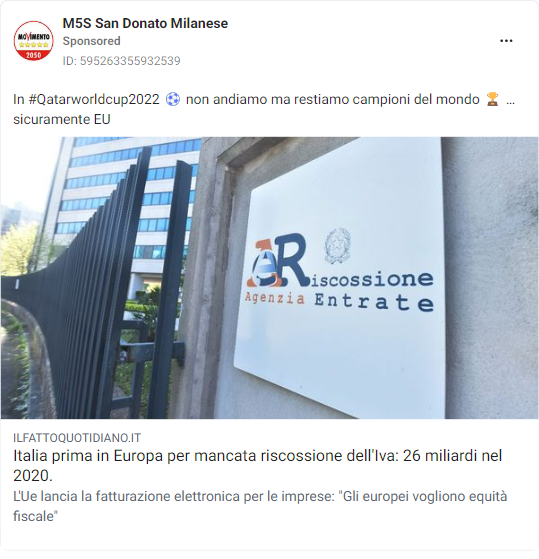 M5S San Donato Milanese
Sponsored
ID: 595263355932539
MOVIMENTO
2050
In #Qatarworldcup2022 ⚽ non andiamo ma restiamo campioni del mondo 🏆 ...
sicuramente EU
AER
iscossione
Agenzia Entrate
ILFATTOQUOTIDIANO.IT
Italia prima in Europa per mancata riscossione dell'Iva: 26 miliardi nel
2020.
L'Ue lancia la fatturazione elettronica per le imprese: "Gli europei vogliono equità
fiscale"